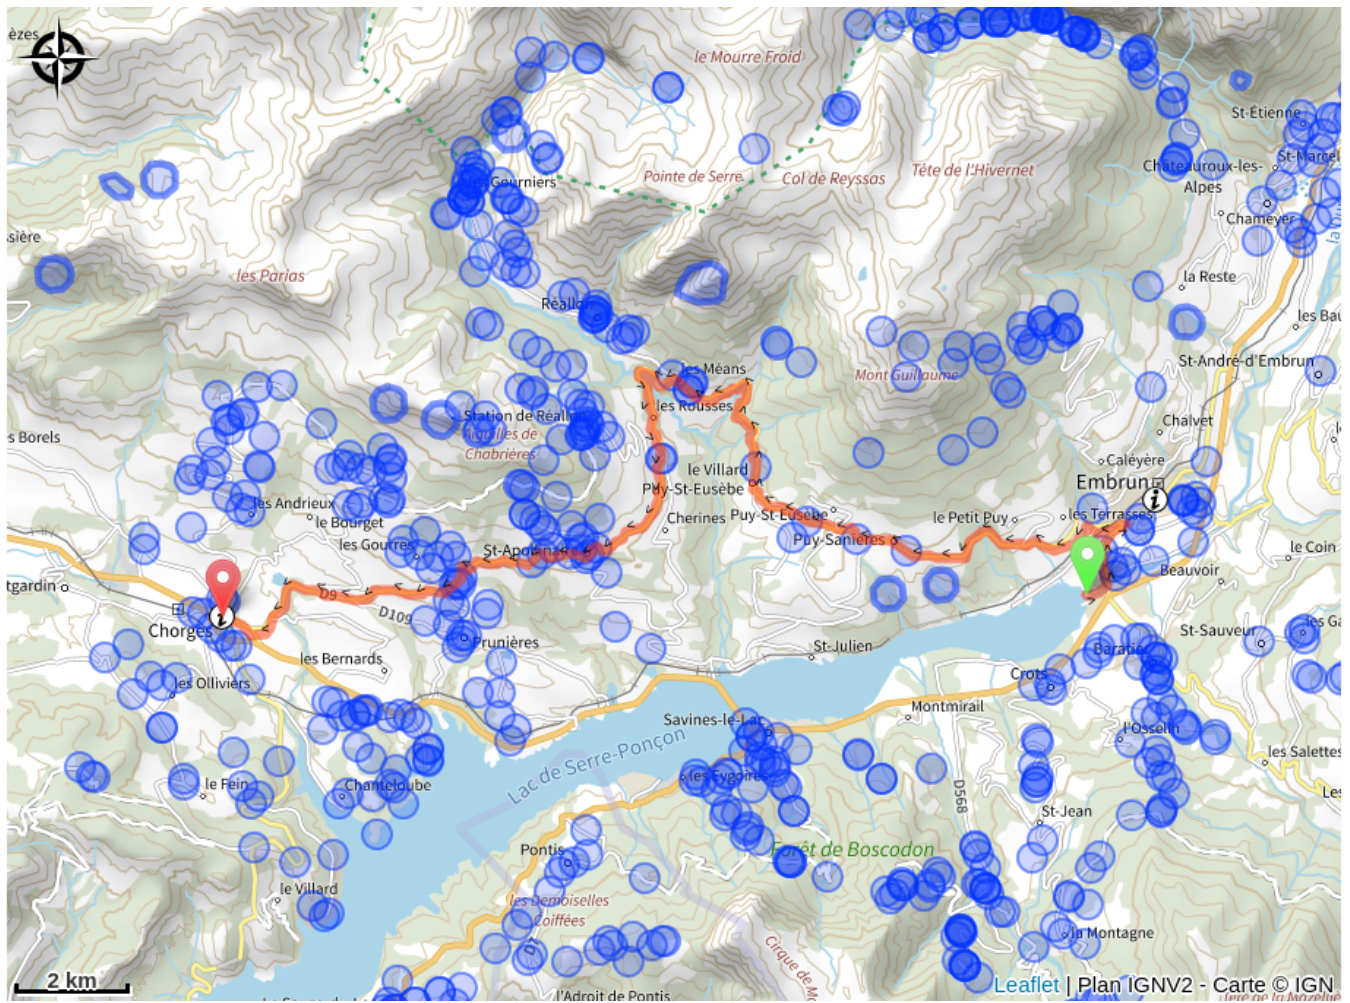 èzes
le Mourre Froid
St-Étienne
Châteauroux-les-
Alpes
St-Marcel
Gourniers
Pointe de Serre
Col de Reyssas
Tête de l'Hivernet
Chameyer
ssière
les Parias
la Reste
Réallon
les Bau
St-André-d'Embrun
les Méans
Mont Guillaume
les Rousses
Station de Réallon
Aiguilles de
Chabrières
s Borels
Chalvet
Caléyère
le Villard
Puy-St-Eusèbe
Embrun
les Andrieux
le Bourget
Cherines
Puy-St-Eusèbe
le Petit Puy
les Terrasses
les Gourres
St-Apollinaire
Puy-Sanières
le Coin
Beauvoir
tgardin
D9
D109
Chorges
Prunières
St-Julien
St-Sauveur
les Ga
Baratier
les Bernards
Crots
les Olliviers
Montmirail
Savines-le-Lac
l'Osselin
les Salettes
Lac de Serre-Ponçon
les Eygoires
le Fein
Chanteloube
D568
Les
St-Jean
Pontis
Forêt de Boscodon
le Villard
les Demoiselles
Coiffées
la Montagne
Cirque de Mo
2 km
l'Adroit de Pontis
Leaflet | Plan IGNV2 - Carte © IGN